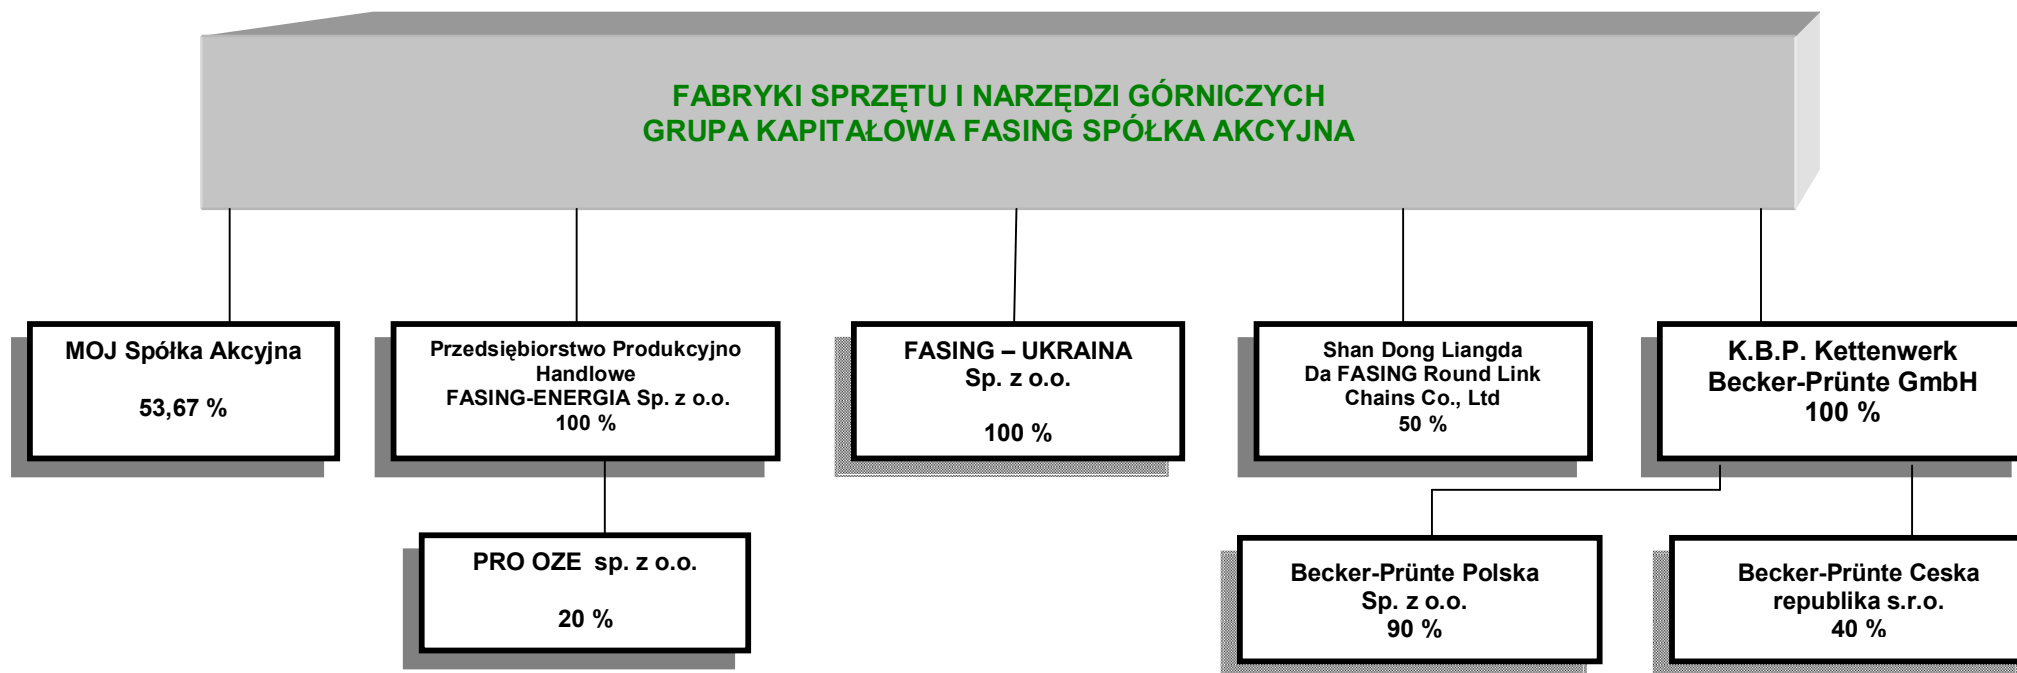 FABRYKI SPRZĘTU I NARZĘDZI GÓRNICZYCH
GRUPA KAPITAŁOWA FASING SPÓŁKA AKCYJNA
MOJ Spółka Akcyjna
53,67 %
Przedsiębiorstwo Produkcyjno
Handlowe
FASING-ENERGIA Sp. z o.o.
100 %
FASING – UKRAINA
Sp. z o.o.
100 %
Shan Dong Liangda
Da FASING Round Link
Chains Co., Ltd
50 %
K.B.P. Kettenwerk
Becker-Prünte GmbH
100 %
PRO OZE sp. z o.o.
20 %
Becker-Prünte Polska
Sp. z o.o.
90 %
Becker-Prünte Ceska
republika s.r.o.
40 %